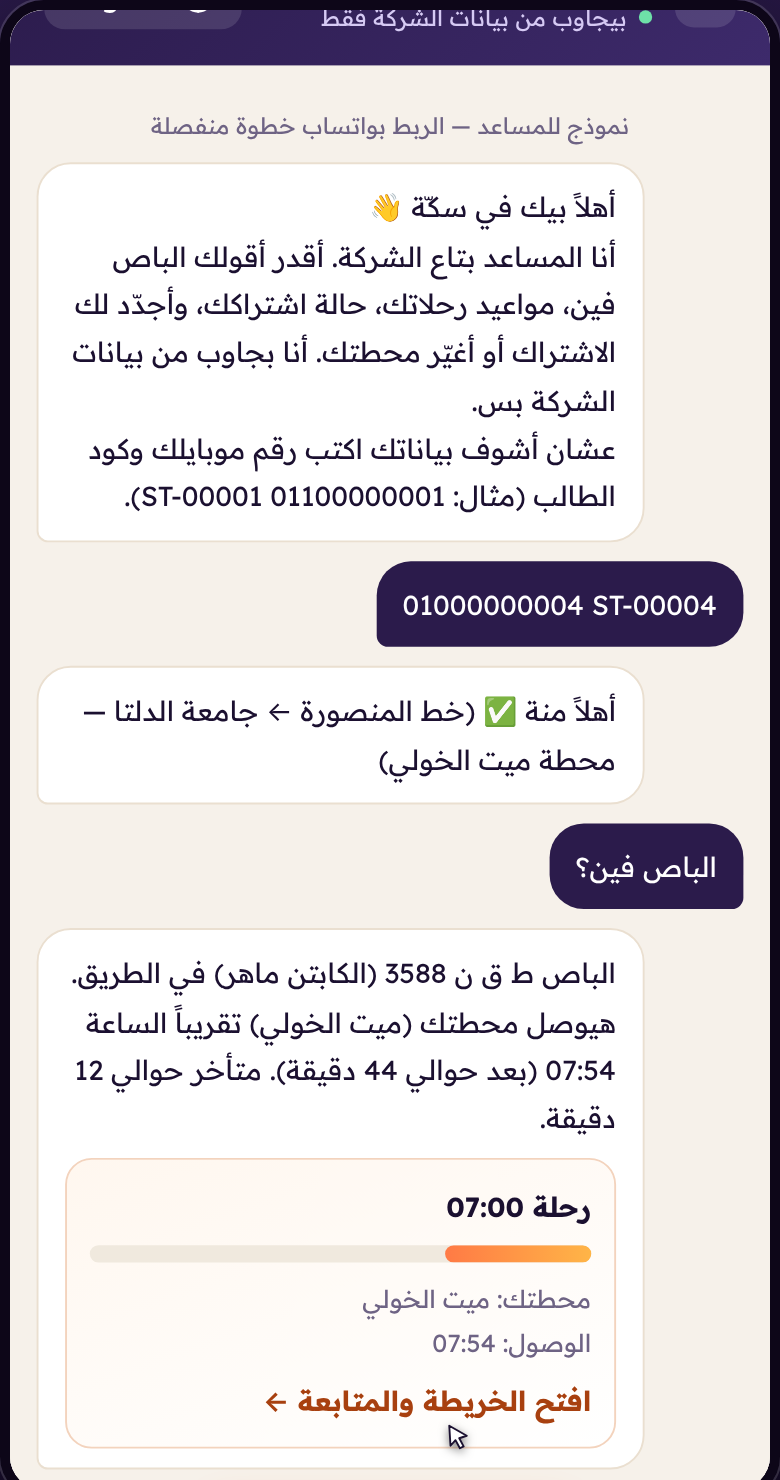 بيجاوب من بيانات الشركة فقط
نموذج للمساعد — الربط بواتساب خطوة منفصلة
أهلاً بيك في سكّة 👋
أنا المساعد بتاع الشركة. أقدر أقولك الباص
فين، مواعيد رحلاتك، حالة اشتراكك، وأجدّد لك
الاشتراك أو أغيّر محطتك. أنا بجاوب من بيانات
الشركة بس.
عشان أشوف بياناتك اكتب رقم موبايلك وكود
الطالب (مثال: 01100000001 ST-00001).
01000000004 ST-00004
أهلاً منة ✅ (خط المنصورة ← جامعة الدلتا —
محطة ميت الخولي)
الباص فين؟
الباص ط ق ن 3588 (الكابتن ماهر) في الطريق.
هيوصل محطتك (ميت الخولي) تقريباً الساعة
07:54 (بعد حوالي 44 دقيقة). متأخر حوالي 12
دقيقة.
رحلة 07:00
محطتك: ميت الخولي
الوصول: 07:54
افتح الخريطة والمتابعة ←